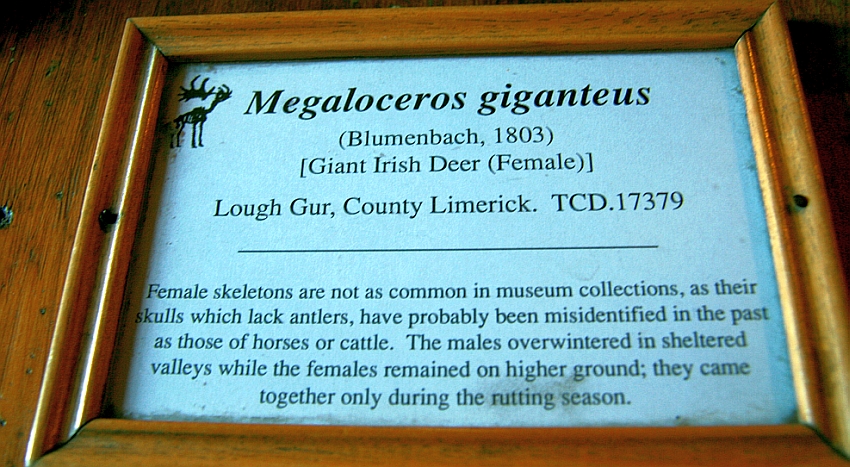 Megaloceros giganteus
(Blumenbach, 1803)
[Giant Irish Deer (Female)]
Lough Gur, County Limerick. TCD.17379
Female skeletons are not as common in museum collections, as their
skulls which lack antlers, have probably been misidentified in the past
as those of horses or cattle. The males overwintered in sheltered
valleys while the females remained on higher ground; they came
together only during the rutting season.